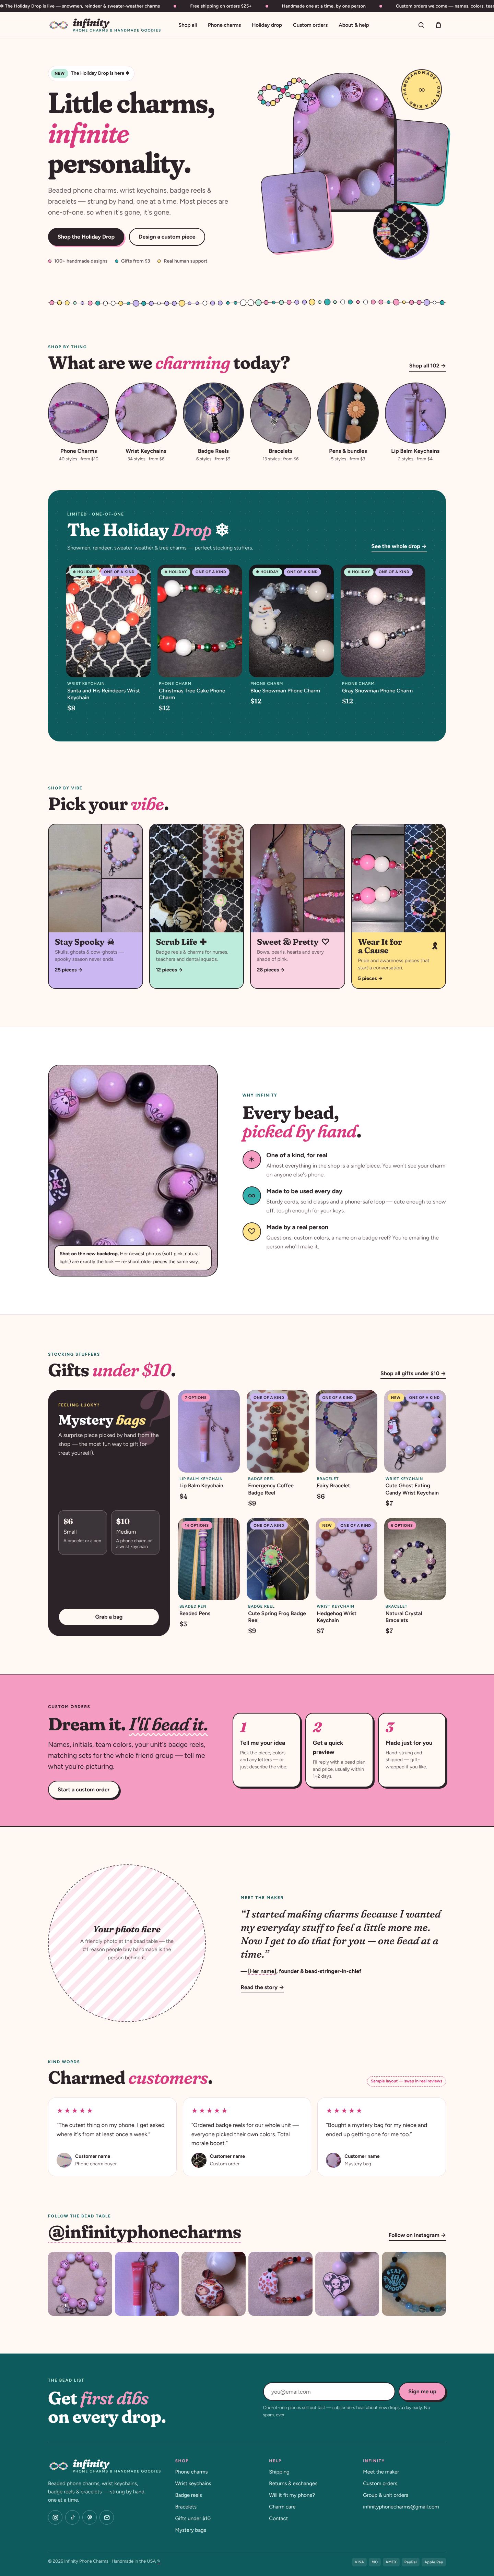 ✽ The Holiday Drop is live — snowmen, reindeer & sweater-weather charms
Free shipping on orders $25+
Handmade one at a time, by one person
Custom orders welcome — names, colors, tea
infinity
PHONE CHARMS & HANDMADE GOODS
Shop all
Phone charms
Holiday drop
Custom orders
About & help
NEW
The Holiday Drop is here ❄
Little charms,
infinite
personality.
Beaded phone charms, wrist keychains, badge reels &
bracelets — strung by hand, one at a time. Most pieces are
one-of-one, so when it's gone, it's gone.
Shop the Holiday Drop
Design a custom piece
100+ handmade designs
Gifts from $3
Real human support
SHOP BY THING
What are we charming today?
Shop all 102 →
Phone Charms
40 styles · from $10
Wrist Keychains
34 styles · from $6
Badge Reels
8 styles · from $9
Bracelets
13 styles · from $6
Pens & bundles
5 styles · from $3
Lip Balm Keychains
2 styles · from $4
LIMITED · ONE-OF-ONE
The Holiday Drop ❄
Snowmen, reindeer, sweater-weather & tree charms — perfect stocking stuffers.
See the whole drop →
❄ HOLIDAY
ONE OF A KIND
WRIST KEYCHAIN
Santa and His Reindeers Wrist
Keychain
$8
❄ HOLIDAY
ONE OF A KIND
PHONE CHARM
Christmas Tree Cake Phone
Charm
$12
❄ HOLIDAY
ONE OF A KIND
PHONE CHARM
Blue Snowman Phone Charm
$12
❄ HOLIDAY
ONE OF A KIND
PHONE CHARM
Gray Snowman Phone Charm
$12
SHOP BY VIBE
Pick your vibe.
Stay Spooky ☠
Skulls, ghosts & cow-ghosts —
spooky season never ends.
25 pieces →
Scrub Life ✚
Badge reels & charms for nurses,
teachers and dental squads.
12 pieces →
Sweet & Pretty ♡
Bows, pearls, hearts and every
shade of pink.
26 pieces →
Wear It for
a Cause
Pride and awareness pieces that
start a conversation.
5 pieces →
Shot on the new backdrop. Her newest photos (soft pink, natural
light) are exactly the look — re-shoot older pieces the same way.
WHY INFINITY
Every bead,
picked by hand.
One of a kind, for real
Almost everything in the shop is a single piece. You won't see your charm
on anyone else's phone.
Made to be used every day
Sturdy cords, solid clasps and a phone-safe loop — cute enough to show
off, tough enough for your keys.
Made by a real person
Questions, custom colors, a name on a badge reel? You're emailing the
person who'll make it.
STOCKING STUFFERS
Gifts under $10.
Shop all gifts under $10 →
FEELING LUCKY?
Mystery bags
A surprise piece picked by hand from the
shop — the most fun way to gift (or
treat yourself).
$6
Small
A bracelet or a pen
$10
Medium
A phone charm or
a wrist keychain
Grab a bag
7 OPTIONS
LIP BALM KEYCHAIN
Lip Balm Keychain
$4
ONE OF A KIND
BADGE REEL
Emergency Coffee
Badge Reel
$9
ONE OF A KIND
BRACELET
Fairy Bracelet
$6
NEW
ONE OF A KIND
WRIST KEYCHAIN
Cute Ghost Eating
Candy Wrist Keychain
$7
14 OPTIONS
BEADED PEN
Beaded Pens
$3
ONE OF A KIND
BADGE REEL
Cute Spring Frog Badge
Reel
$9
NEW
ONE OF A KIND
WRIST KEYCHAIN
Hedgehog Wrist
Keychain
$7
6 OPTIONS
BRACELET
Natural Crystal
Bracelets
$7
CUSTOM ORDERS
Dream it. I'll bead it.
Names, initials, team colors, your unit's badge reels,
matching sets for the whole friend group — tell me
what you're picturing.
Start a custom order
1
Tell me your idea
Pick the piece, colors
and any letters — or
just describe the vibe.
2
Get a quick
preview
I'll reply with a bead plan
and price, usually within
1–2 days.
3
Made just for you
Hand-strung and
shipped — gift-
wrapped if you like.
Your photo here
A friendly photo at the bead table — the
#1 reason people buy handmade is the
person behind it.
MEET THE MAKER
“I started making charms because I wanted
my everyday stuff to feel a little more me.
Now I get to do that for you — one bead at a
time.”
— [Her name], founder & bead-stringer-in-chief
Read the story →
KIND WORDS
Charmed customers.
Sample layout — swap in real reviews
★★★★★
"The cutest thing on my phone. I get asked
where it's from at least once a week."
Customer name
Phone charm buyer
★★★★★
"Ordered badge reels for our whole unit —
everyone picked their own colors. Total
morale boost."
Customer name
Custom order
★★★★★
"Bought a mystery bag for my niece and
ended up getting one for me too."
Customer name
Mystery bag
FOLLOW THE BEAD TABLE
@infinityphonecharms
Follow on Instagram →
THE BEAD LIST
Get first dibs
on every drop.
you@email.com
Sign me up
One-of-one pieces sell out fast — subscribers hear about new drops a day early. No
spam, ever.
infinity
PHONE CHARMS & HANDMADE GOODS
Beaded phone charms, wrist keychains,
badge reels & bracelets — strung by hand,
one at a time.
SHOP
Phone charms
Wrist keychains
Badge reels
Bracelets
Gifts under $10
Mystery bags
HELP
Shipping
Returns & exchanges
Will it fit my phone?
Charm care
Contact
INFINITY
Meet the maker
Custom orders
Group & unit orders
infinityphonecharms@gmail.com
© 2026 Infinity Phone Charms · Handmade in the USA
VISA
MC
AMEX
PayPal
Apple Pay